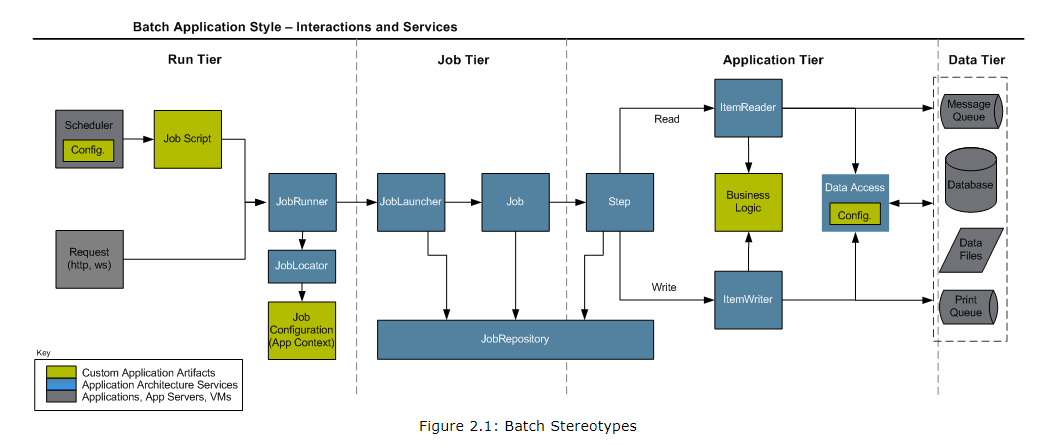 Batch Application Style – Interactions and Services
Run Tier
Job Tier
Application Tier
Data Tier
Scheduler
Config.
Job Script
Request
(http, ws)
JobRunner
JobLocator
Job
Configuration
(App Context)
JobLauncher
Job
Step
JobRepository
Read
Write
ItemReader
Business
Logic
ItemWriter
Data Access
Config.
Message
Queue
Database
Data
Files
Print
Queue
Key
Custom Application Artifacts
Application Architecture Services
Applications, App Servers, VMs
Figure 2.1: Batch Stereotypes